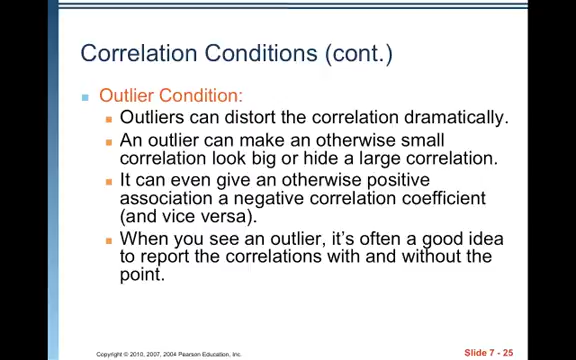 Correlation Conditions (cont.)
Outlier Condition:
Outliers can distort the correlation dramatically.
An outlier can make an otherwise small
correlation look big or hide a large correlation.
It can even give an otherwise positive
association a negative correlation coefficient
(and vice versa).
When you see an outlier, it’s often a good idea
to report the correlations with and without the
point.
Copyright © 2010, 2007, 2004 Pearson Education, Inc.
Slide 7 - 25